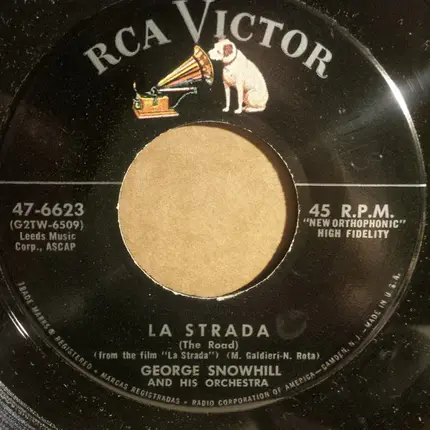 RCA VICTOR
47-6623
(G2TW-6509)
Leeds Music
Corp., ASCAP
45 R.P.M.
"NEW ORTHOPHONIC"
HIGH FIDELITY
LA STRADA
(The Road)
(from the film "La Strada") (M. Galdieri-N. Rota)
GEORGE SNOWHILL
AND HIS ORCHESTRA
TRADE MARKS ® REGISTERED • MARCAS REGISTRADAS • RADIO CORPORATION OF AMERICA—CAMDEN, N.J. • MADE IN U.S.A.